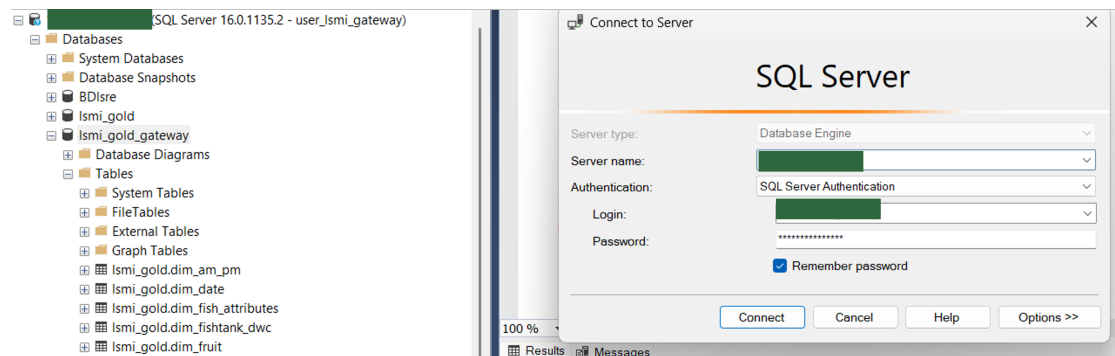 (SQL Server 16.0.1135.2 - user_lsmi_gateway)
Databases
System Databases
Database Snapshots
BDlsre
lsmi_gold
lsmi_gold_gateway
Database Diagrams
Tables
System Tables
FileTables
External Tables
Graph Tables
lsmi_gold.dim_am_pm
lsmi_gold.dim_date
lsmi_gold.dim_fish_attributes
lsmi_gold.dim_fishtank_dwc
lsmi_gold.dim_fruit
100 %
Results Messages
Connect to Server
SQL Server
Server type: Database Engine
Server name:
Authentication: SQL Server Authentication
Login:
Password: ***************
Remember password
Connect Cancel Help Options >>